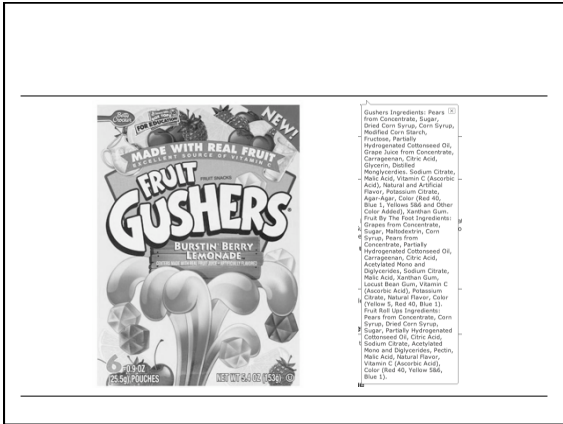 Betty
Crocker
NEW!
MADE WITH REAL FRUIT
EXCELLENT SOURCE OF VITAMIN C
FRUIT SNACKS
FRUIT
GUSHERS
BURSTIN' BERRY
LEMONADE
6 0.9 OZ
(25.5g) POUCHES
NET WT 5.4 OZ (153g)
Gushers Ingredients: Pears
from Concentrate, Sugar,
Dried Corn Syrup, Corn Syrup,
Modified Corn Starch,
Fructose, Partially
Hydrogenated Cottonseed Oil,
Grape Juice from Concentrate,
Carrageenan, Citric Acid,
Glycerin, Distilled
Monglycerdies, Sodium Citrate,
Malic Acid, Vitamin C (Ascorbic
Acid), Natural and Artificial
Flavor, Potassium Citrate,
Agar-Agar, Color (Red 40,
Blue 1, Yellows 5&6 and Other
Color Added), Xanthan Gum.
Fruit By The Foot Ingredients:
Grapes from Concentrate,
Sugar, Maltodextrin, Corn
Syrup, Pears from
Concentrate, Partially
Hydrogenated Cottonseed Oil,
Carrageenan, Citric Acid,
Acetylated Mono and
Diglycerides, Sodium Citrate,
Malic Acid, Xanthan Gum,
Locust Bean Gum, Vitamin C
(Ascorbic Acid), Potassium
Citrate, Natural Flavor, Color
(Yellow 5, Red 40, Blue 1).
Fruit Roll Ups Ingredients:
Pears from Concentrate, Corn
Syrup, Dried Corn Syrup,
Sugar, Partially Hydrogenated
Cottonseed Oil, Citric Acid,
Sodium Citrate, Acetylated
Mono and Diglycerides, Pectin,
Malic Acid, Natural Flavor,
Vitamin C (Ascorbic Acid),
Color (Red 40, Yellow 5&6,
Blue 1).